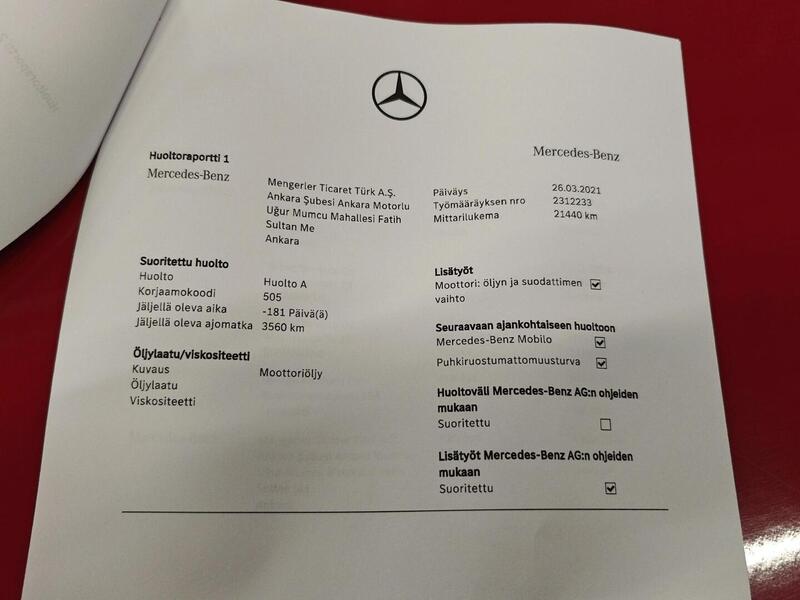 Mercedes-Benz
Huoltoraportti 1
Mercedes-Benz
Mengerler Ticaret Türk A.Ş.
Ankara Şubesi Ankara Motorlu
Uğur Mumcu Mahallesi Fatih
Sultan Me
Ankara
Päiväys 26.03.2021
Työmääräyksen nro 2312233
Mittarilukema 21440 km
Suoritettu huolto
Huolto Huolto A
Korjaamokoodi 505
Jäljellä oleva aika -181 Päivä(ä)
Jäljellä oleva ajomatka 3560 km
Öljylaatu/viskositeetti
Kuvaus Moottoriöljy
Öljylaatu
Viskositeetti
Lisätyöt
Moottori: öljyn ja suodattimen
vaihto
Seuraavaan ajankohtaiseen huoltoon
Mercedes-Benz Mobilo
Puhkiruostumattomuusturva
Huoltoväli Mercedes-Benz AG:n ohjeiden
mukaan
Suoritettu
Lisätyöt Mercedes-Benz AG:n ohjeiden
mukaan
Suoritettu